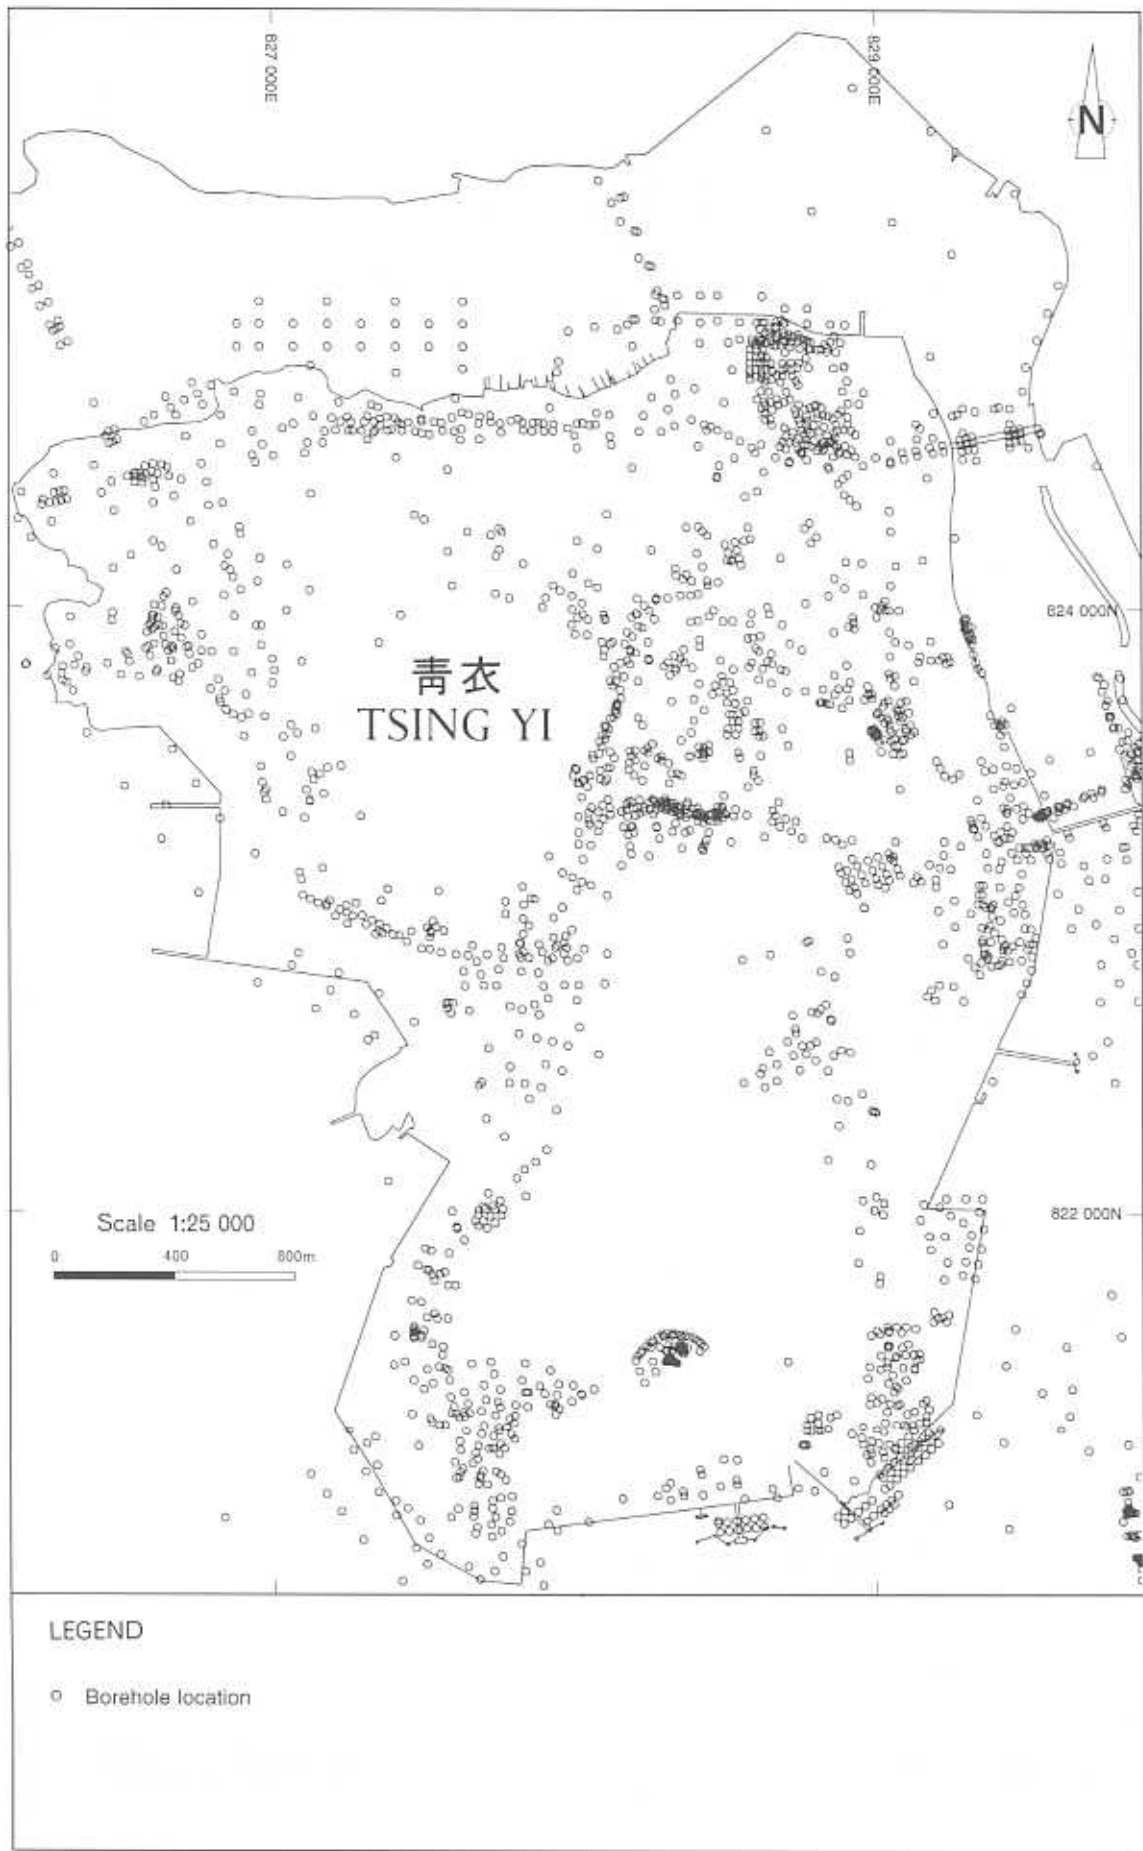 827 000E
829 000E
N
824 000N
青衣
TSING YI
822 000N
Scale 1:25 000
0 400 800m
LEGEND
Borehole location